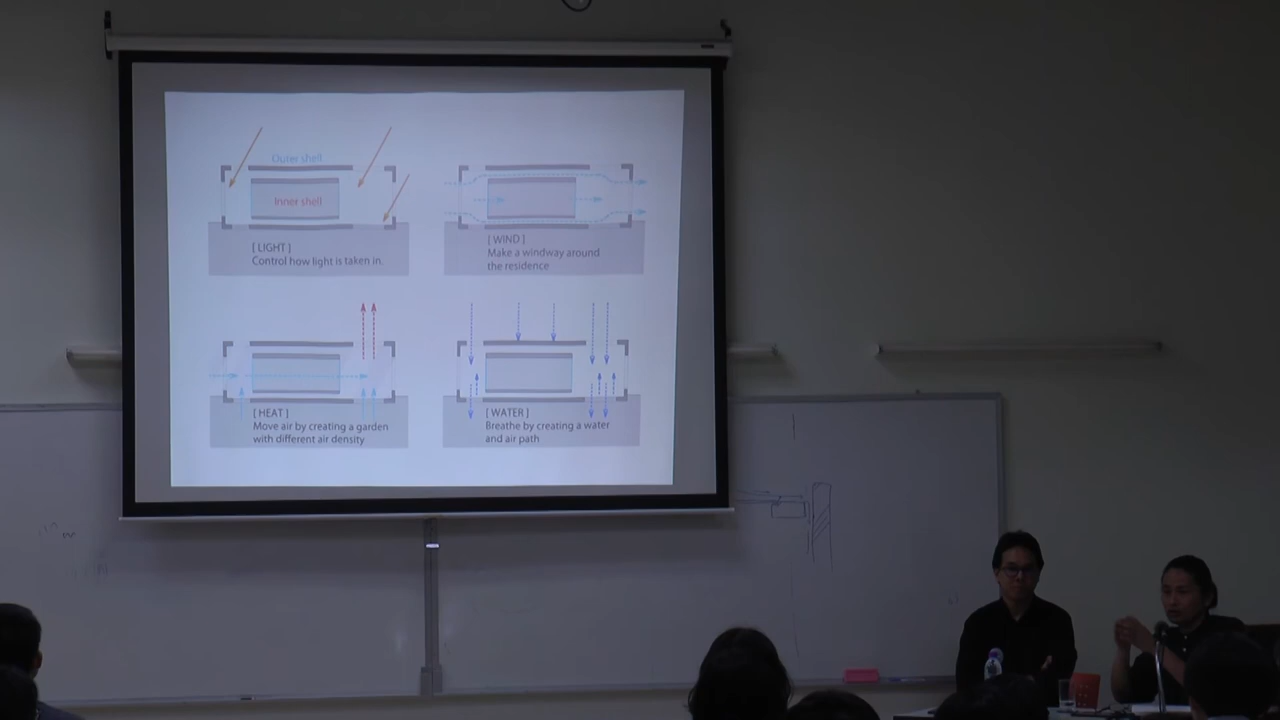 Outer shell
Inner shell
[ LIGHT ]
Control how light is taken in.
[ WIND ]
Make a windway around
the residence
[ HEAT ]
Move air by creating a garden
with different air density
[ WATER ]
Breathe by creating a water
and air path